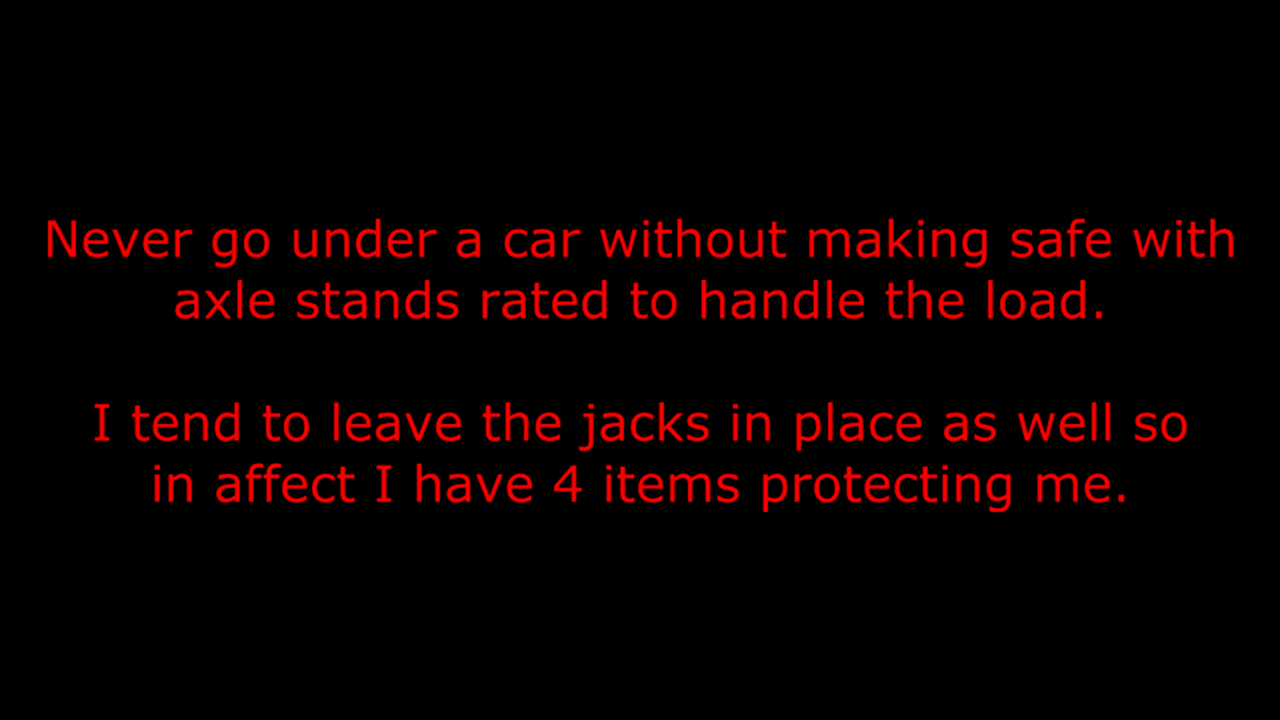 Never go under a car without making safe with
axle stands rated to handle the load.
I tend to leave the jacks in place as well so
in affect I have 4 items protecting me.